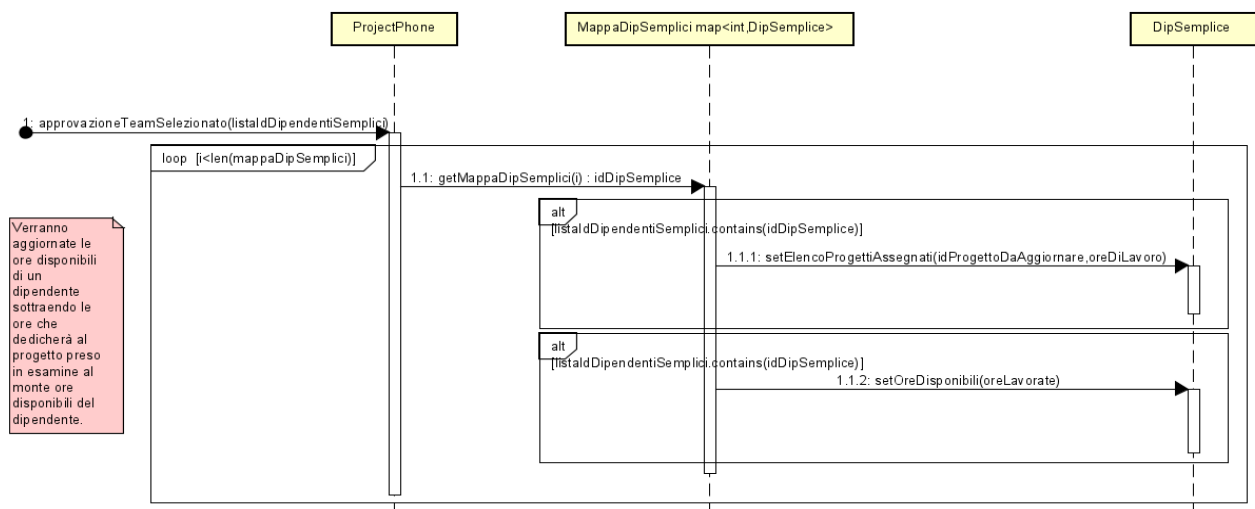 ProjectPhone
MappaDipSemplici map<int,DipSemplice>
DipSemplice
1: approvazioneTeamSelezionato(listaIdDipendentiSemplici)
loop [i<len(mappaDipSemplici)]
1.1: getMappaDipSemplici(i) : idDipSemplice
alt
[listaIdDipendentiSemplici.contains(idDipSemplice)]
1.1.1: setElencoProgettiAssegnati(idProgettoDaAggiornare,oreDiLavoro)
alt
[listaIdDipendentiSemplici.contains(idDipSemplice)]
1.1.2: setOreDisponibili(oreLavorate)
Verranno
aggiornate le
ore disponibili
di un
dipendente
sottraendo le
ore che
dedicherà al
progetto preso
in esame al
monte ore
disponibili del
dipendente.